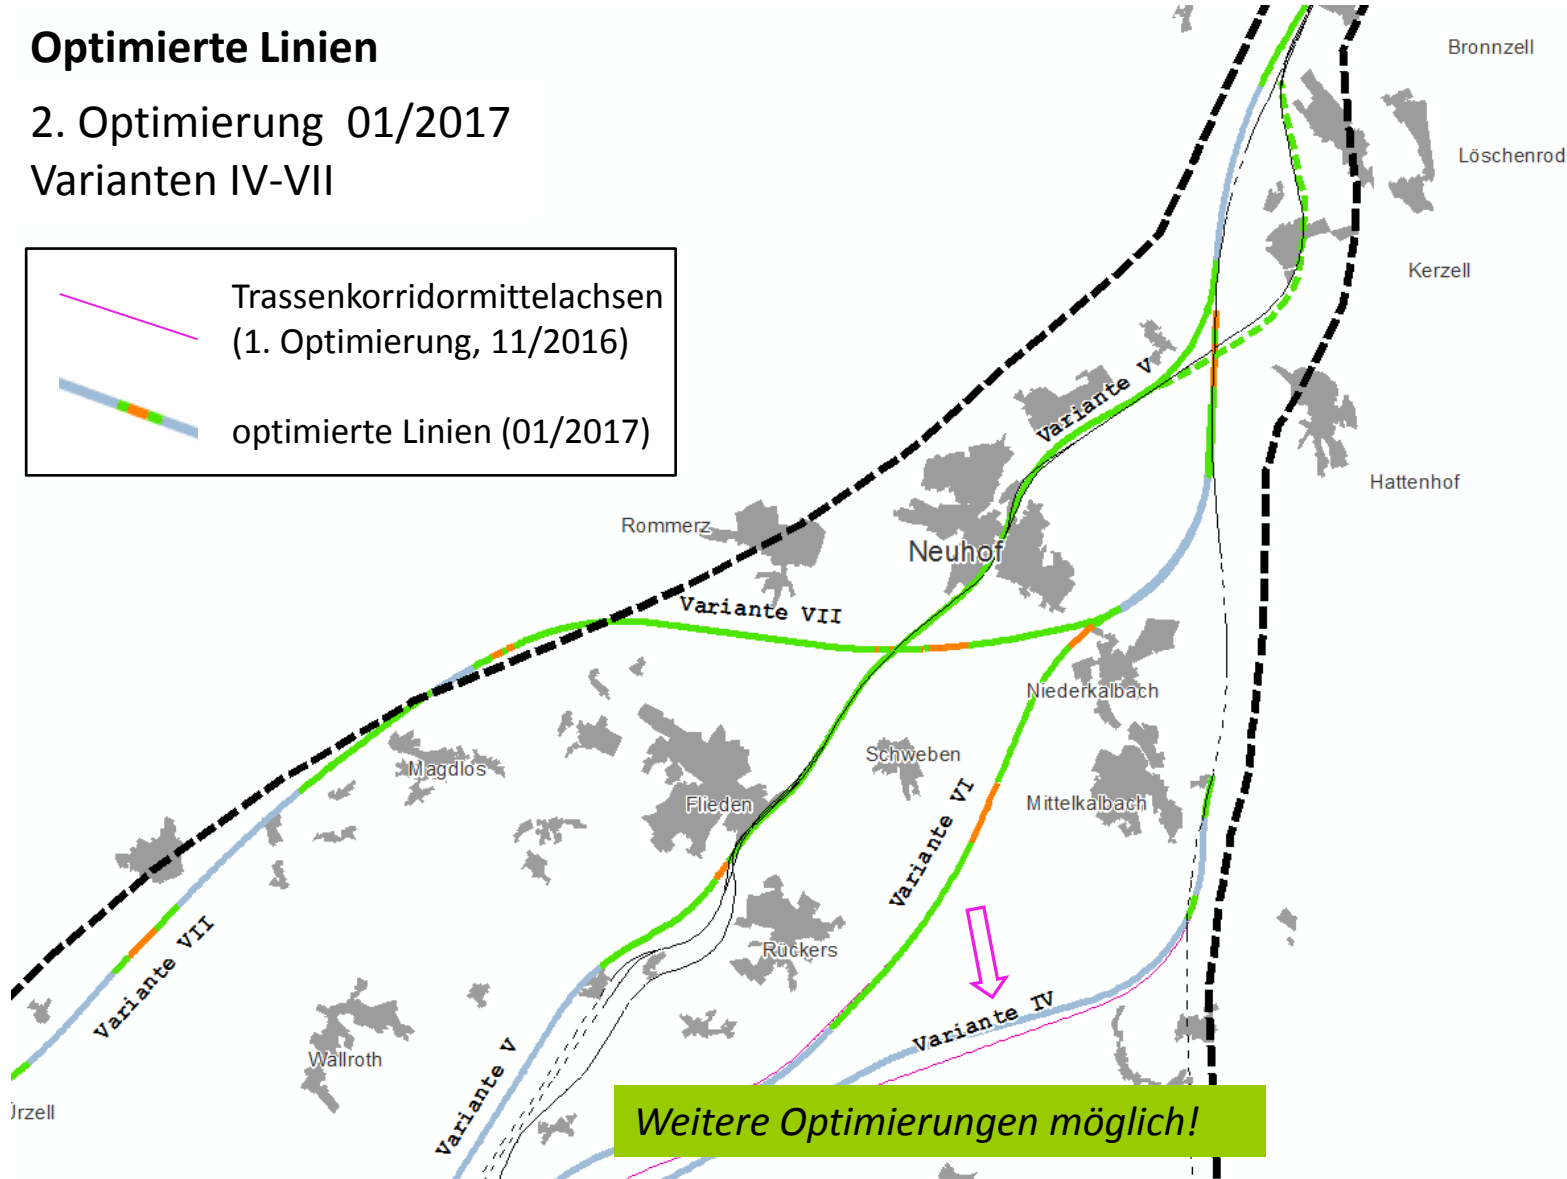 Optimierte Linien
2. Optimierung 01/2017
Varianten IV-VII
Trassenkorridormittelachsen
(1. Optimierung, 11/2016)
optimierte Linien (01/2017)
Bronnzell
Löschenrod
Kerzell
Variante V
Hattenhof
Rommerz
Neuhof
Variante VII
Niederkalbach
Schweben
Magdlos
Flieden
Mittelkalbach
Variante VI
Variante VII
Rückers
Variante IV
Wallroth
Variante V
Ürzell
Weitere Optimierungen möglich!